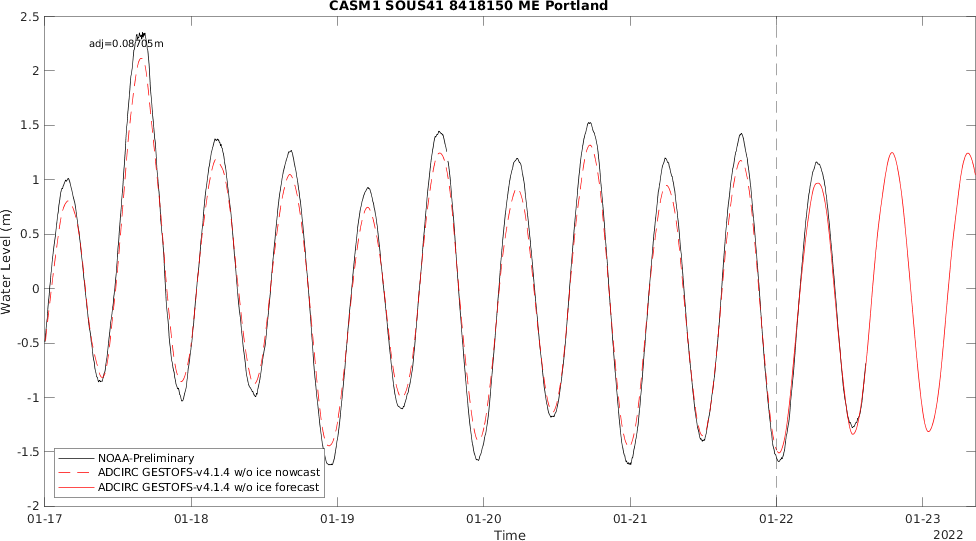 CASM1 SOUS41 8418150 ME Portland
2.5
adj=0.08705m
2
1.5
1
0.5
0
-0.5
-1
-1.5
-2
Water Level (m)
NOAA-Preliminary
ADCIRC GESTOFS-v4.1.4 w/o ice nowcast
ADCIRC GESTOFS-v4.1.4 w/o ice forecast
01-17 01-18 01-19 01-20 01-21 01-22 01-23
Time
2022